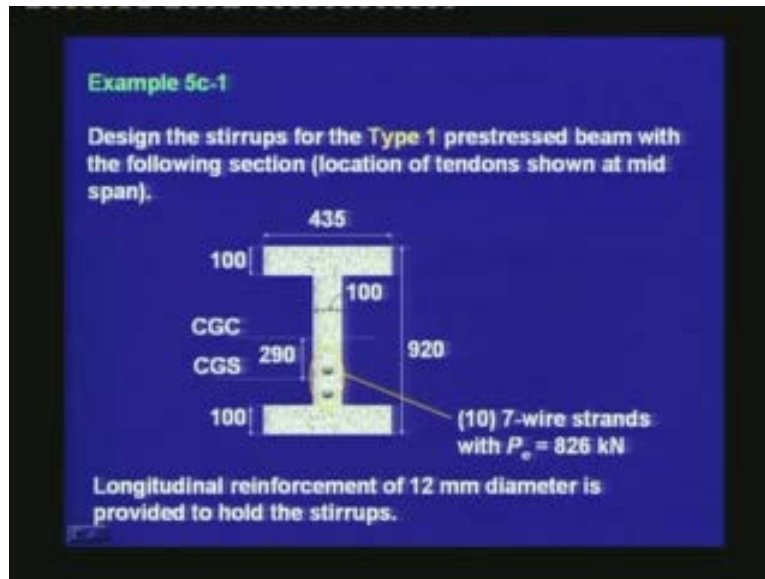 Example 5c-1
Design the stirrups for the Type 1 prestressed beam with
the following section (location of tendons shown at mid
span).
435
100
100
CGC
290
920
CGS
100
(10) 7-wire strands
with Pe = 826 kN
Longitudinal reinforcement of 12 mm diameter is
provided to hold the stirrups.